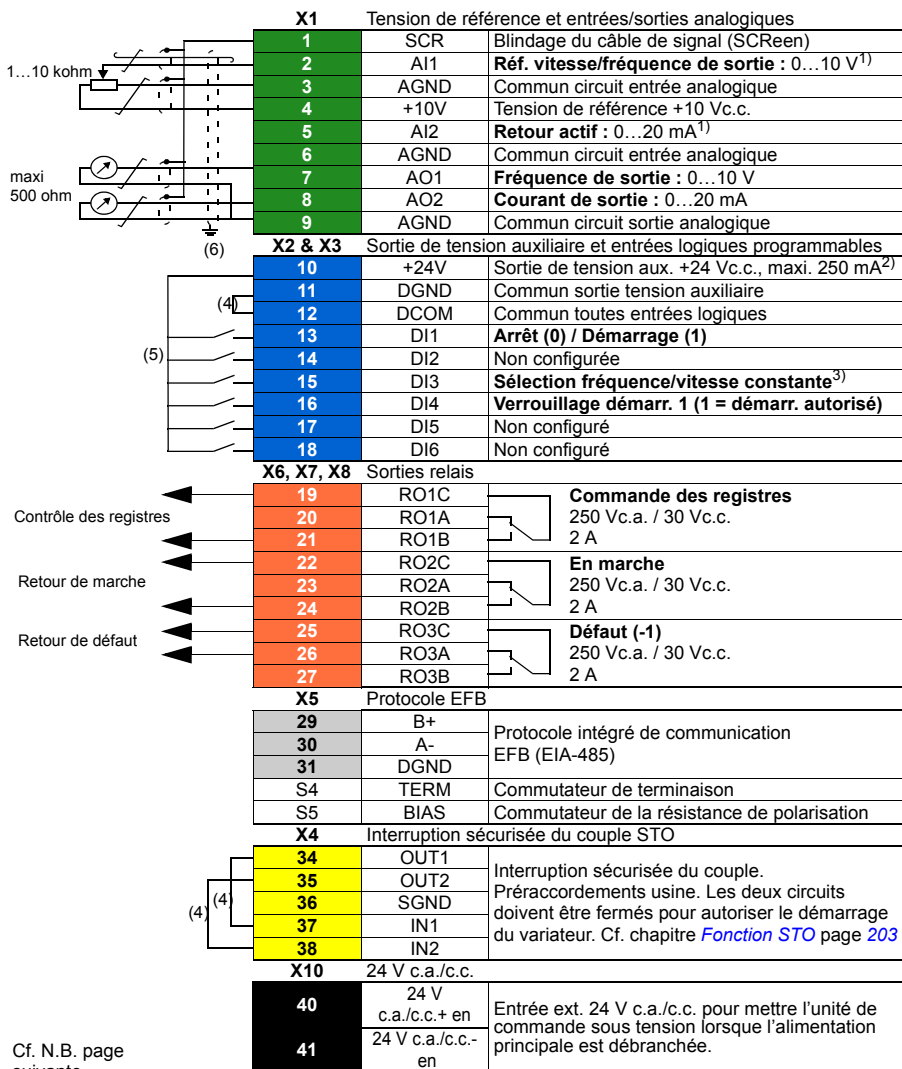 X1 Tension de référence et entrées/sorties analogiques
1 SCR Blindage du câble de signal (SCReen)
1…10 kohm
2 AI1 Réf. vitesse/fréquence de sortie : 0…10 V1)
3 AGND Commun circuit entrée analogique
4 +10V Tension de référence +10 Vc.c.
5 AI2 Retour actif : 0…20 mA1)
6 AGND Commun circuit entrée analogique
maxi
500 ohm
7 AO1 Fréquence de sortie : 0…10 V
8 AO2 Courant de sortie : 0…20 mA
9 AGND Commun circuit sortie analogique
(6)
X2 & X3 Sortie de tension auxiliaire et entrées logiques programmables
10 +24V Sortie de tension aux. +24 Vc.c., maxi. 250 mA2)
11 DGND Commun sortie tension auxiliaire
(4)
12 DCOM Commun toutes entrées logiques
13 DI1 Arrêt (0) / Démarrage (1)
(5)
14 DI2 Non configurée
15 DI3 Sélection fréquence/vitesse constante3)
16 DI4 Verrouillage démarr. 1 (1 = démarr. autorisé)
17 DI5 Non configuré
18 DI6 Non configuré
X6, X7, X8 Sorties relais
19 RO1C Commande des registres
Contrôle des registres
20 RO1A 250 Vc.a. / 30 Vc.c.
21 RO1B 2 A
22 RO2C En marche
Retour de marche
23 RO2A 250 Vc.a. / 30 Vc.c.
24 RO2B 2 A
25 RO3C Défaut (-1)
Retour de défaut
26 RO3A 250 Vc.a. / 30 Vc.c.
27 RO3B 2 A
X5 Protocole EFB
29 B+
30 A-
31 DGND
Protocole intégré de communication
EFB (EIA-485)
S4 TERM Commutateur de terminaison
S5 BIAS Commutateur de la résistance de polarisation
X4 Interruption sécurisée du couple STO
34 OUT1
35 OUT2
36 SGND
37 IN1
38 IN2
(4) (4)
Interruption sécurisée du couple.
Préraccordements usine. Les deux circuits
doivent être fermés pour autoriser le démarrage
du variateur. Cf. chapitre Fonction STO page 203
X10 24 V c.a./c.c.
40 24 V
c.a./c.c.+ en
41 24 V c.a./c.c.-
en
Entrée ext. 24 V c.a./c.c. pour mettre l'unité de
commande sous tension lorsque l'alimentation
principale est débranchée.
Cf. N.B. page
suivante